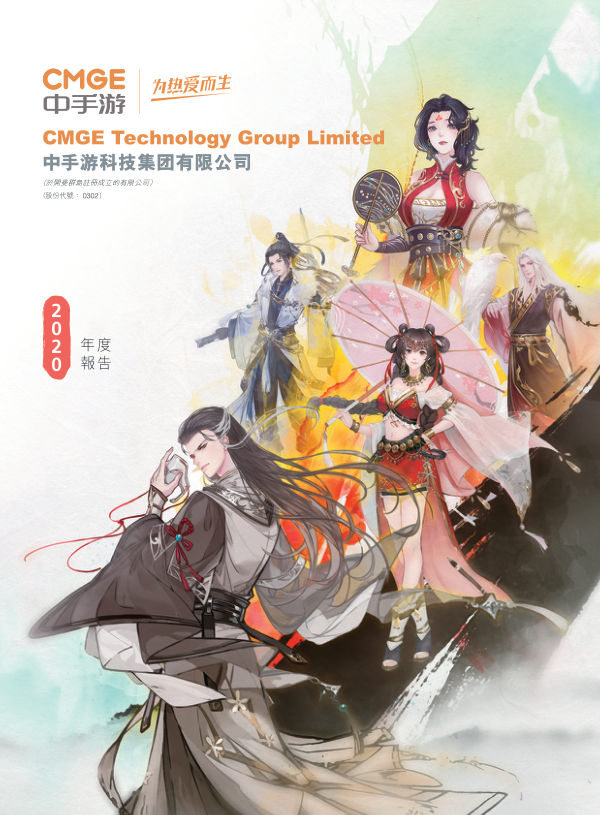 CMGE
中手游
为热爱而生
CMGE Technology Group Limited
中手游科技集团有限公司
(於開曼群島註冊成立的有限公司)
(股份代號： 0302)
2020
年度
報告